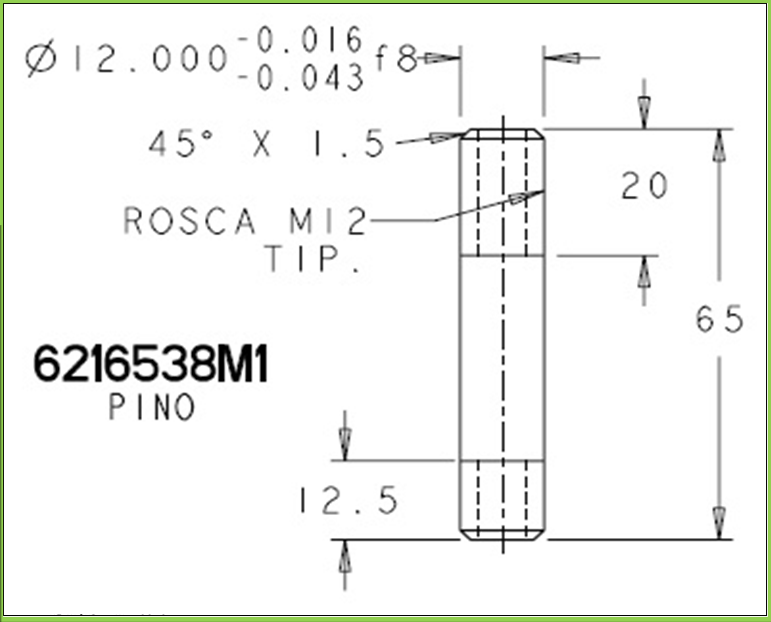 Ø12.000 -0.016 f8
-0.043
45° X 1.5
20
ROSCA M12
TIP.
65
6216538M1
PINO
12.5